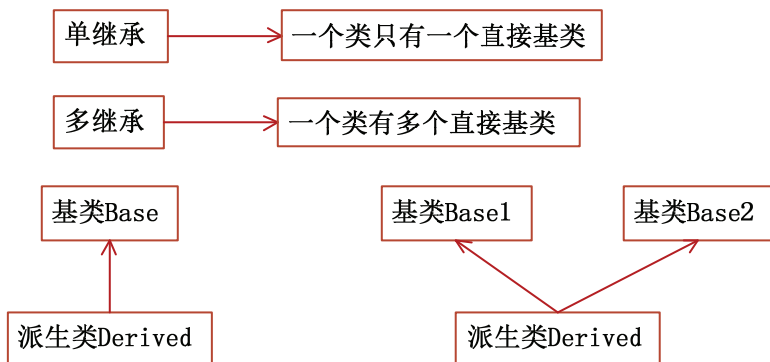 单继承
一个类只有一个直接基类
多继承
一个类有多个直接基类
基类Base
基类Base1
基类Base2
派生类Derived
派生类Derived